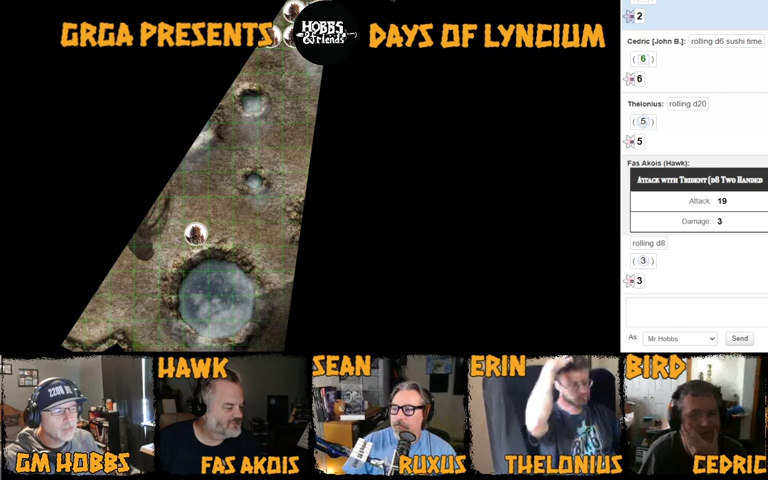 GRGA PRESENTS
HOBBS
&friends
DAYS OF LYNCIUM
2
Cedric [John B.]: rolling d6 sushi time
( 6 )
6
Thelonius: rolling d20
( 5 )
5
Fas Akois (Hawk):
Attack with Trident (d8 Two Handed
Attack: 19
Damage: 3
rolling d8
( 3 )
3
As: Mr Hobbs Send
HAWK
SEAN
ERIN
BIRD
GM HOBBS
FAS AKOIS
RUXUS
THELONIUS
CEDRIC